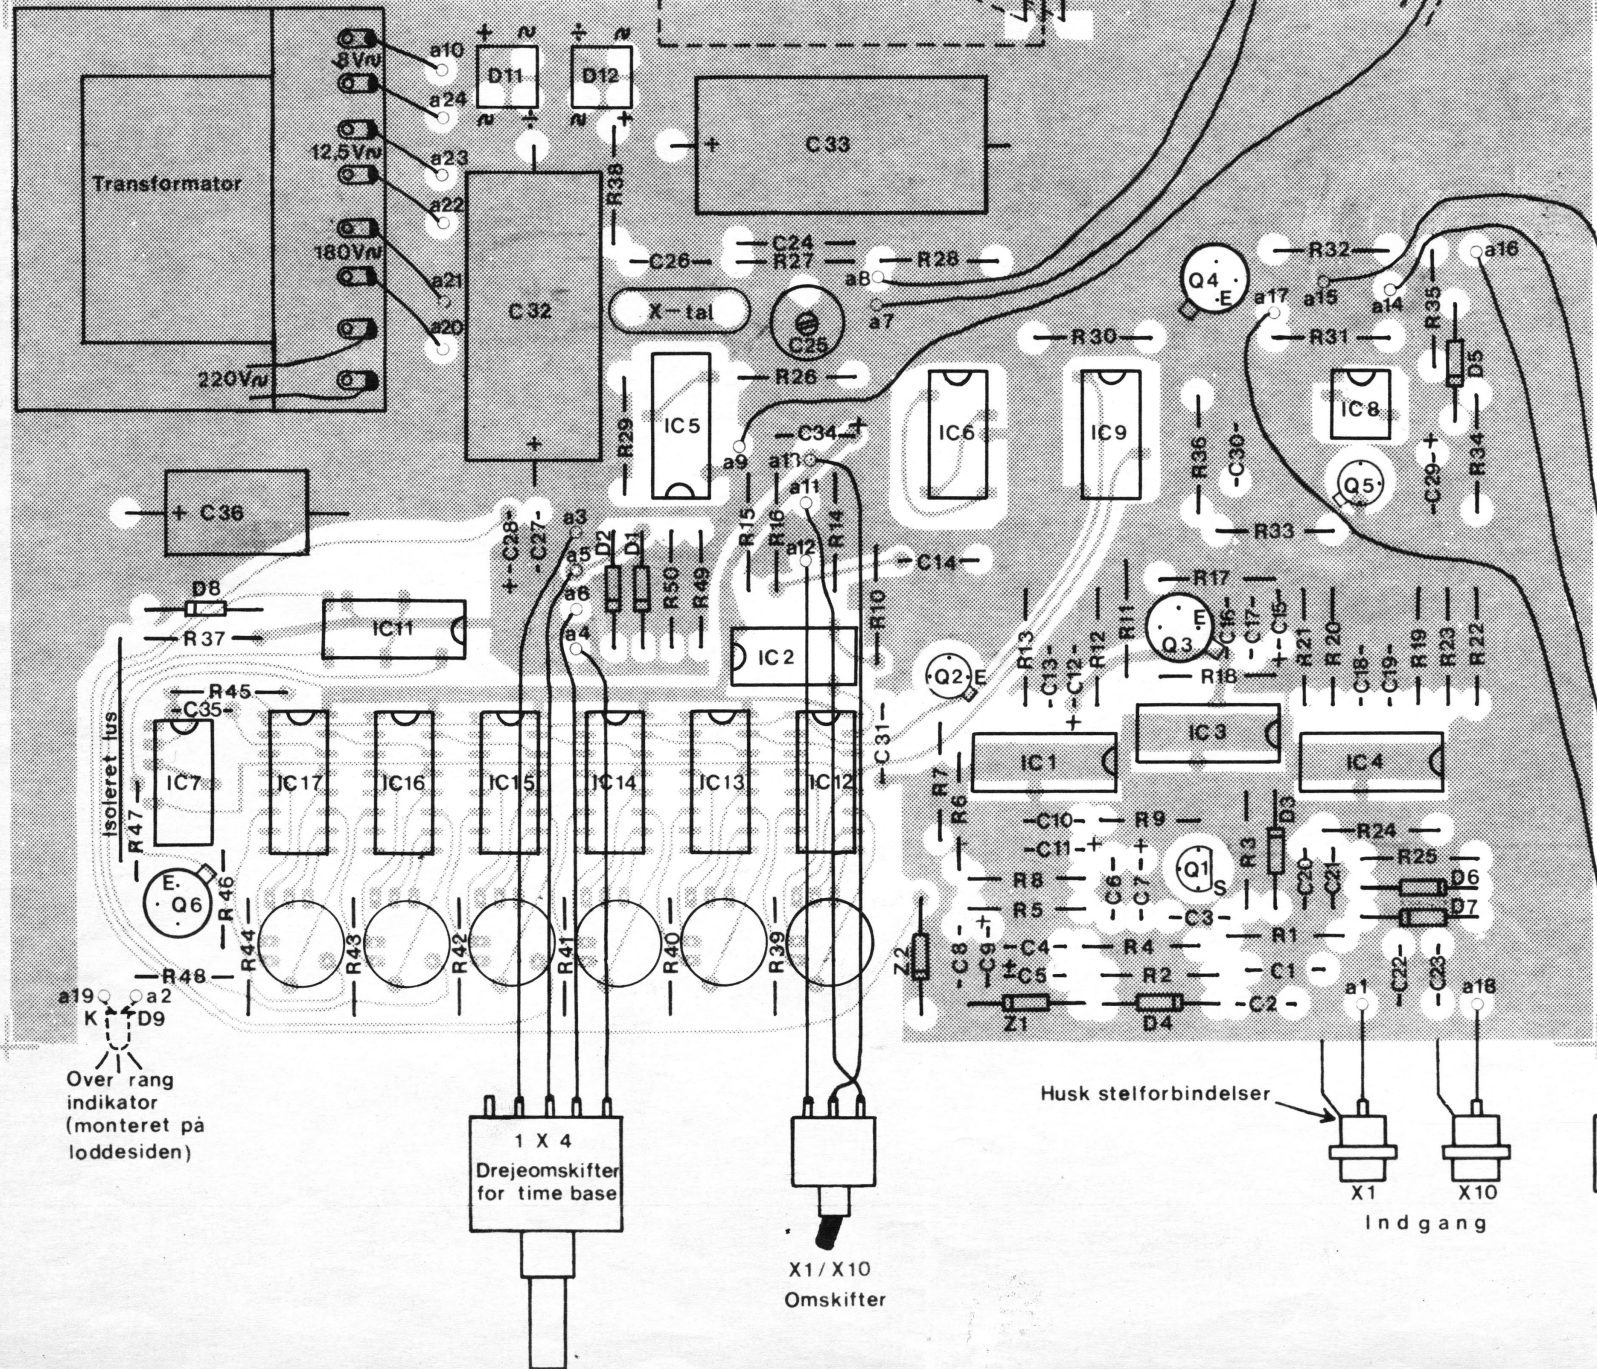 8V~
a10
a24
12,5V~
a23
a22
Transformator
180V~
a21
a20
220V~
+ ~
D11
~ ÷
÷ ~
D12
~ +
R38
+ C33
C24
R27
C26
R28
a8
a7
X-tal
C25
C32
+
R26
R29
IC5
C34 +
a9
a13
a11
a12
R15
R16
R14
IC6
R30
IC9
Q4
E
R32
a17
a15
a14
a16
R31
R35
D5
IC8
R36
C30
Q5
C29 +
R34
R33
+ C36
+ C28
C27
a3
a5
a6
a4
D2
D1
R50
R49
C14
R10
D8
R37
IC11
IC2
Q2 E
R13
C13
+ C12
R12
R11
R17
Q3
E
R18
C16
C17
+ C15
R21
R20
C18
C19
R19
R23
R22
R45
C35
Isoleret lus
IC7
IC17
IC16
IC15
IC14
IC13
IC12
C31
R7
R6
IC1
IC3
IC4
R47
C10
C11 +
R9
+
R3
D3
R24
R25
C20
C21
D6
D7
E
Q6
R46
R8
R5
C6
C7
Q1
S
C3
R44
R43
R42
R41
R40
R39
Z2
C8
C9 +
C4
+
C5
R4
R2
R1
C1
C2
C22
C23
R48
a19
a2
K
D9
Z1
D4
a1
a18
Over rang
indikator
(monteret på
loddesiden)
1 X 4
Drejeomskifter
for time base
X1/X10
Omskifter
Husk stelforbindelser
X1
X10
Indgang